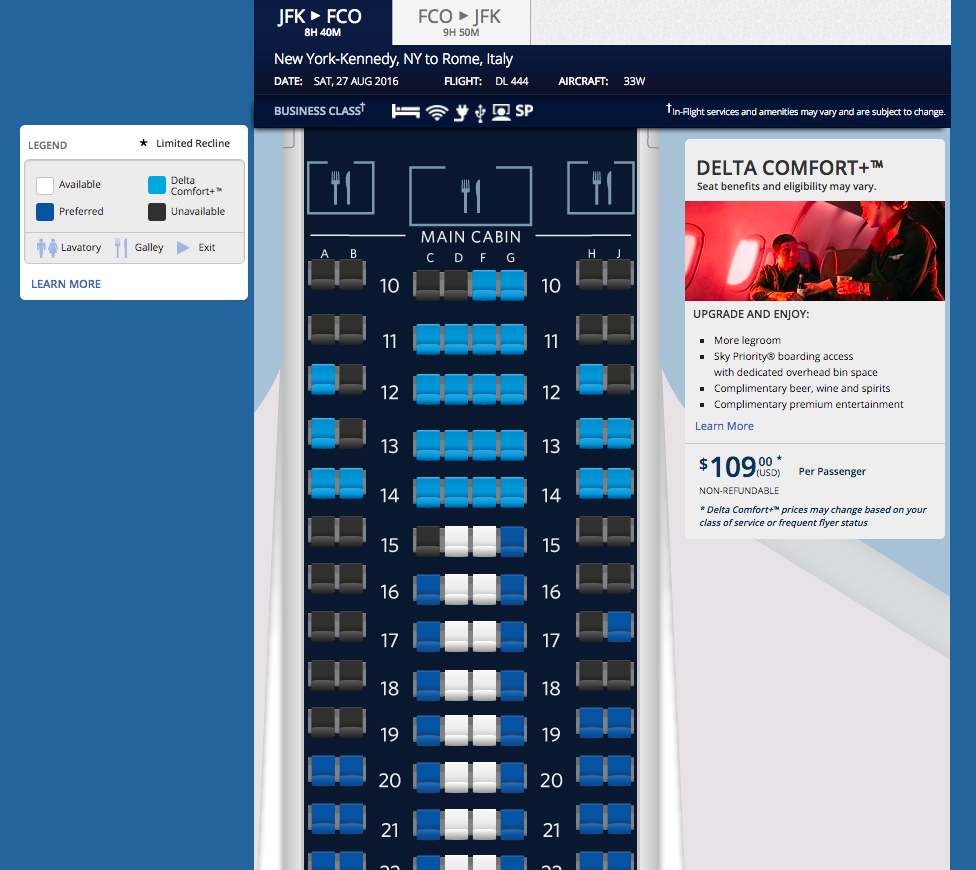 JFK ► FCO
8H 40M
FCO ► JFK
9H 50M
New York-Kennedy, NY to Rome, Italy
DATE: SAT, 27 AUG 2016 FLIGHT: DL 444 AIRCRAFT: 33W
BUSINESS CLASS† SP
†In-Flight services and amenities may vary and are subject to change.
LEGEND ★ Limited Recline
Available
Delta Comfort+™
Preferred
Unavailable
Lavatory Galley Exit
LEARN MORE
MAIN CABIN
A B C D F G H J
10 10
11 11
12 12
13 13
14 14
15 15
16 16
17 17
18 18
19 19
20 20
21 21
22 22
DELTA COMFORT+™
Seat benefits and eligibility may vary.
UPGRADE AND ENJOY:
More legroom
Sky Priority® boarding access
with dedicated overhead bin space
Complimentary beer, wine and spirits
Complimentary premium entertainment
Learn More
$109 00 * (USD) Per Passenger
NON-REFUNDABLE
* Delta Comfort+™ prices may change based on your
class of service or frequent flyer status